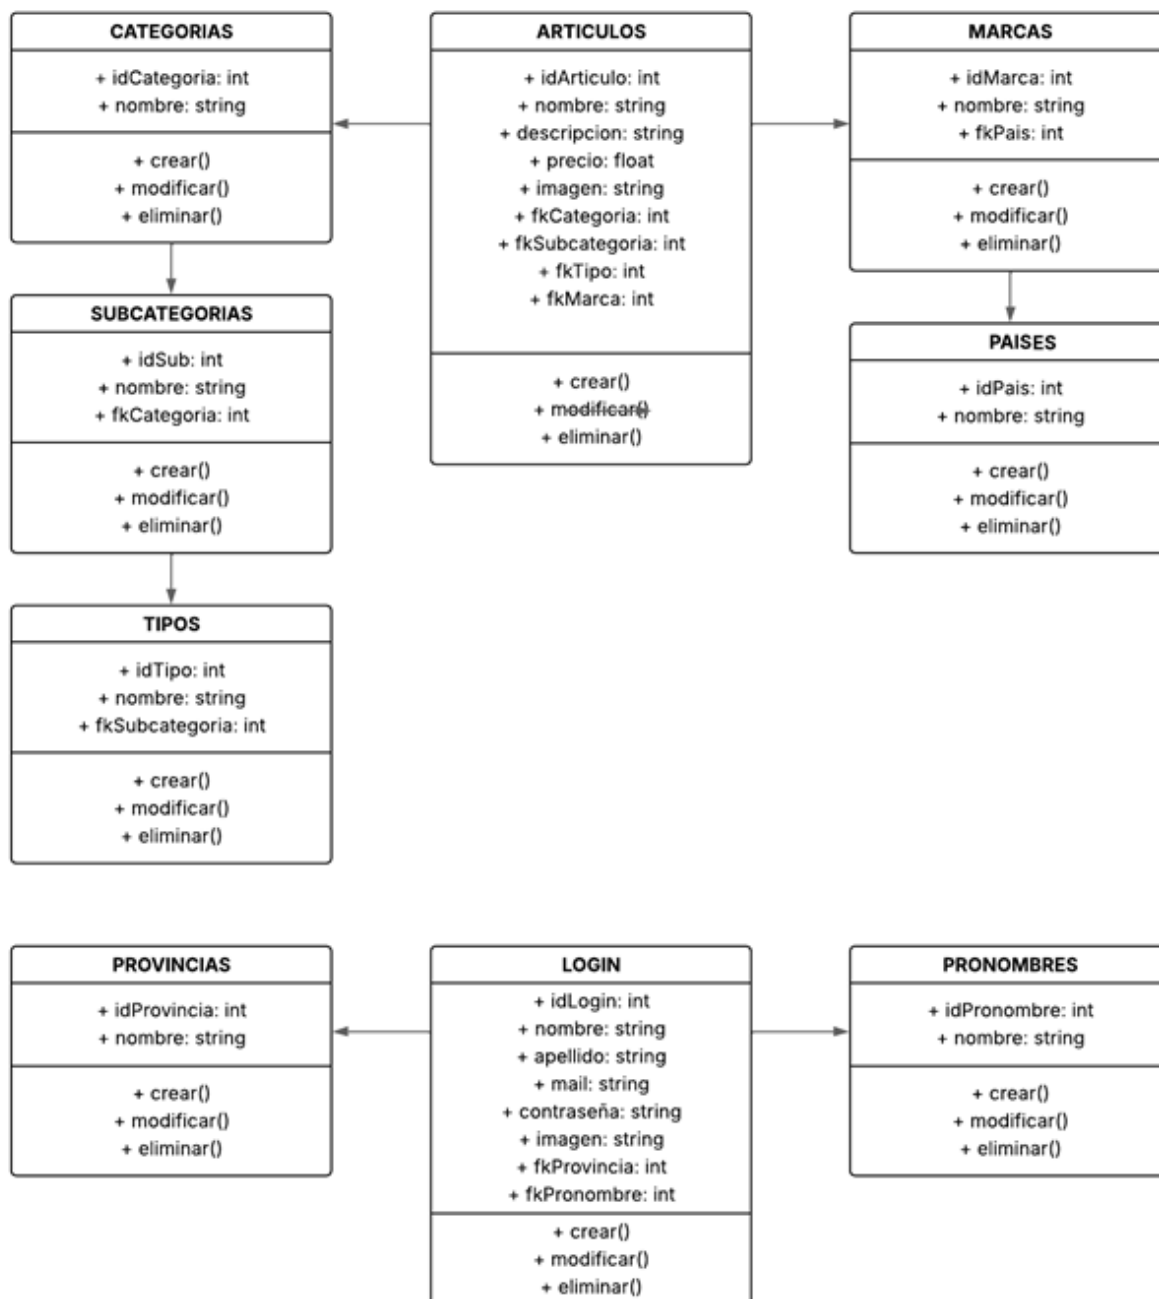 CATEGORIAS
+ idCategoria: int
+ nombre: string
+ crear()
+ modificar()
+ eliminar()
SUBCATEGORIAS
+ idSub: int
+ nombre: string
+ fkCategoria: int
+ crear()
+ modificar()
+ eliminar()
TIPOS
+ idTipo: int
+ nombre: string
+ fkSubcategoria: int
+ crear()
+ modificar()
+ eliminar()
ARTICULOS
+ idArticulo: int
+ nombre: string
+ descripcion: string
+ precio: float
+ imagen: string
+ fkCategoria: int
+ fkSubcategoria: int
+ fkTipo: int
+ fkMarca: int
+ crear()
+ modificar()
+ eliminar()
MARCAS
+ idMarca: int
+ nombre: string
+ fkPais: int
+ crear()
+ modificar()
+ eliminar()
PAISES
+ idPais: int
+ nombre: string
+ crear()
+ modificar()
+ eliminar()
PROVINCIAS
+ idProvincia: int
+ nombre: string
+ crear()
+ modificar()
+ eliminar()
LOGIN
+ idLogin: int
+ nombre: string
+ apellido: string
+ mail: string
+ contraseña: string
+ imagen: string
+ fkProvincia: int
+ fkPronombre: int
+ crear()
+ modificar()
+ eliminar()
PRONOMBRES
+ idPronombre: int
+ nombre: string
+ crear()
+ modificar()
+ eliminar()